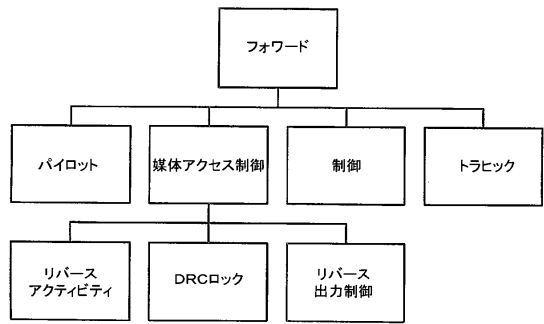 フォワード
パイロット
媒体アクセス制御
制御
トラヒック
リバース
アクティビティ
DRCロック
リバース
出力制御